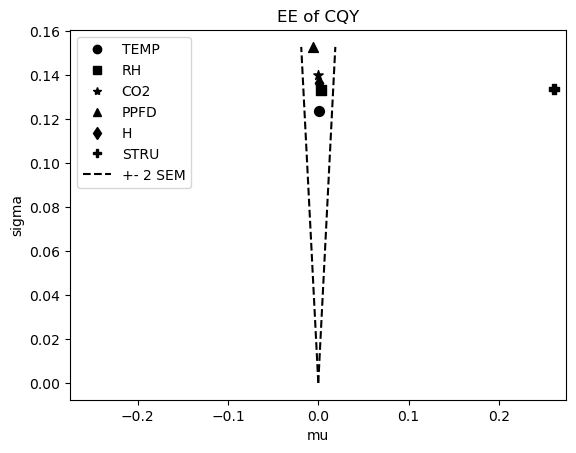 EE of CQY
TEMP
RH
CO2
PPFD
H
STRU
+- 2 SEM
0.16
0.14
0.12
0.10
0.08
0.06
0.04
0.02
0.00
sigma
−0.2
−0.1
0.0
0.1
0.2
mu